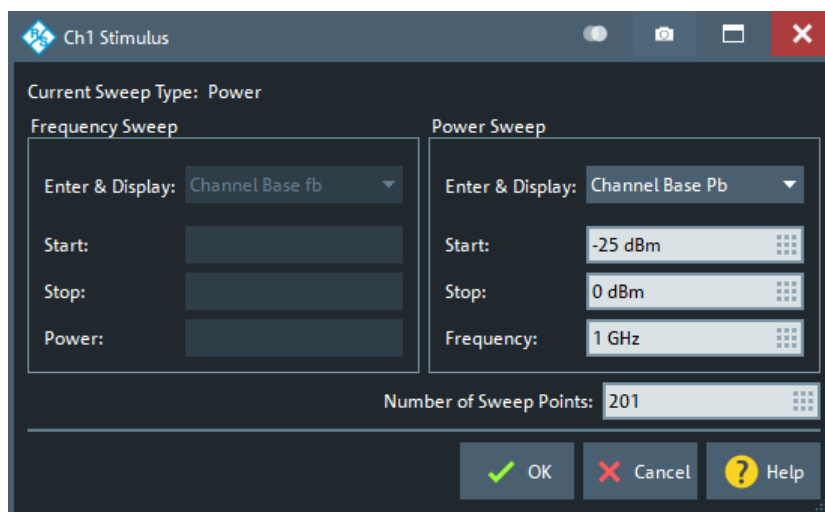 R S
Ch1 Stimulus
Current Sweep Type: Power
Frequency Sweep
Enter & Display: Channel Base fb
Start:
Stop:
Power:
Power Sweep
Enter & Display: Channel Base Pb
Start: -25 dBm
Stop: 0 dBm
Frequency: 1 GHz
Number of Sweep Points: 201
OK
Cancel
? Help